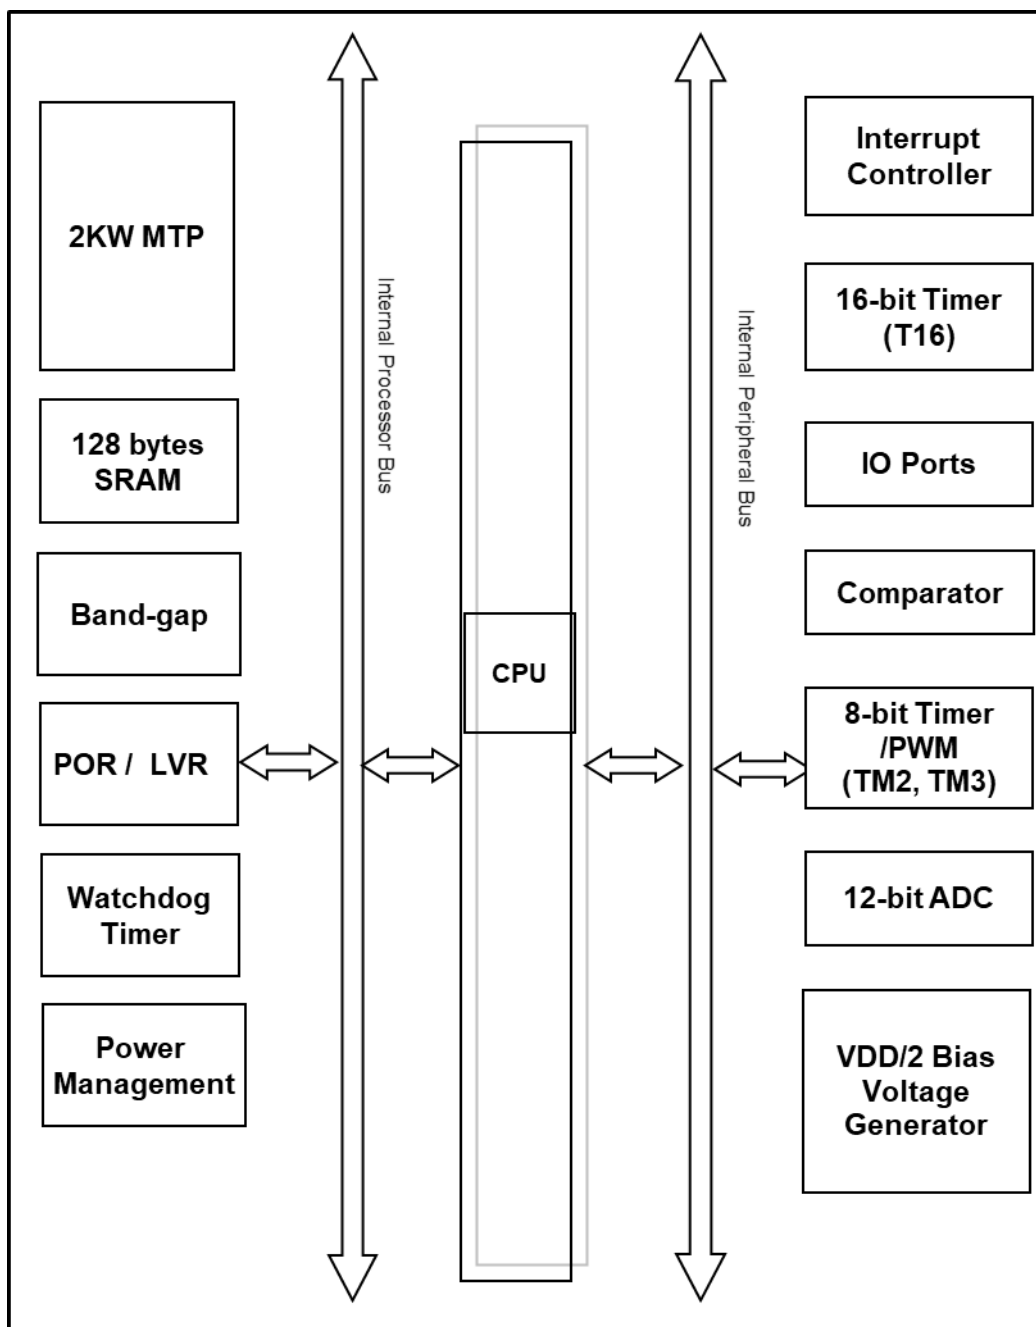 2KW MTP
128 bytes
SRAM
Band-gap
POR /  LVR
Watchdog
Timer
Power
Management
Internal Processor Bus
CPU
Internal Peripheral Bus
Interrupt
Controller
16-bit Timer
(T16)
IO Ports
Comparator
8-bit Timer
/PWM
(TM2, TM3)
12-bit ADC
VDD/2 Bias
Voltage
Generator